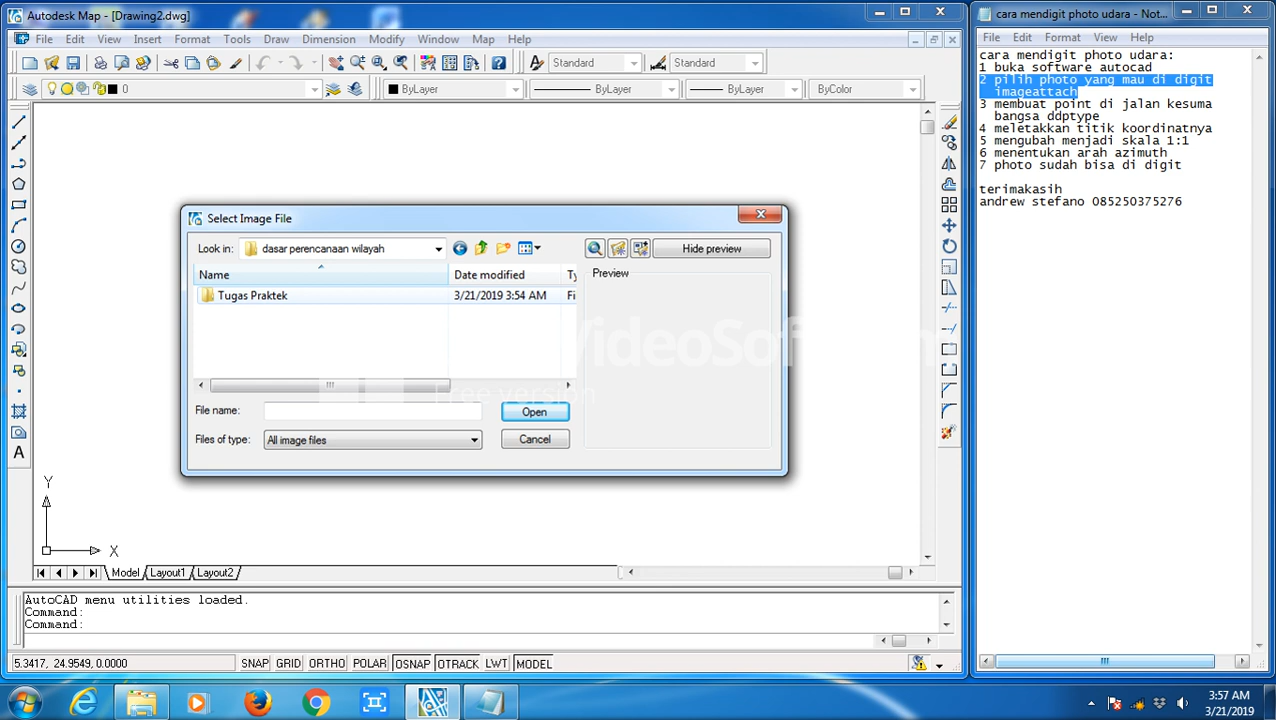 Autodesk Map - [Drawing2.dwg]
File Edit View Insert Format Tools Draw Dimension Modify Window Map Help
Standard Standard
0 ByLayer ByLayer ByLayer ByColor
Select Image File
Look in: dasar perencanaan wilayah Hide preview
Name Date modified Ty
Preview
Tugas Praktek 3/21/2019 3:54 AM Fi
Free version
File name: Open
Files of type: All image files Cancel
Y
X
Model Layout1 Layout2
AutoCAD menu utilities loaded.
Command:
Command:
5.3417, 24.9549, 0.0000 SNAP GRID ORTHO POLAR OSNAP OTRACK LWT MODEL
cara mendigit photo udara - Not...
File Edit Format View Help
cara mendigit photo udara:
1 buka software autocad
2 pilih photo yang mau di digit
imageattach
3 membuat point di jalan kesuma
bangsa ddptype
4 meletakkan titik koordinatnya
5 mengubah menjadi skala 1:1
6 menentukan arah azimuth
7 photo sudah bisa di digit
terimakasih
andrew stefano 085250375276
3:57 AM
3/21/2019